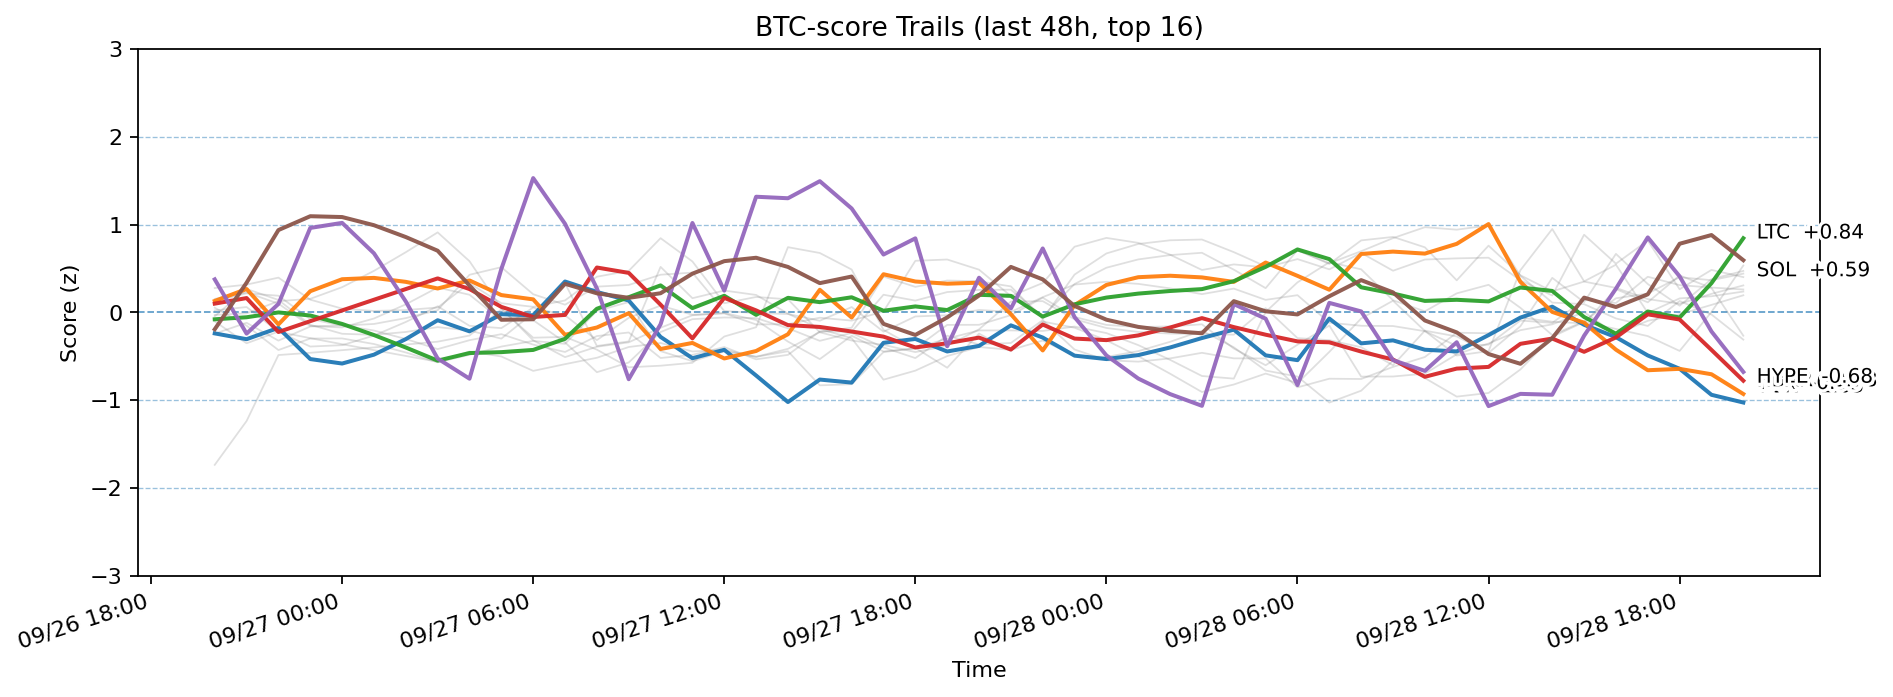 BTC-score Trails (last 48h, top 16)
Score (z)
3
2
1
0
−1
−2
−3
LTC +0.84
SOL +0.59
HYPE -0.68
09/26 18:00
09/27 00:00
09/27 06:00
09/27 12:00
09/27 18:00
09/28 00:00
09/28 06:00
09/28 12:00
09/28 18:00
Time